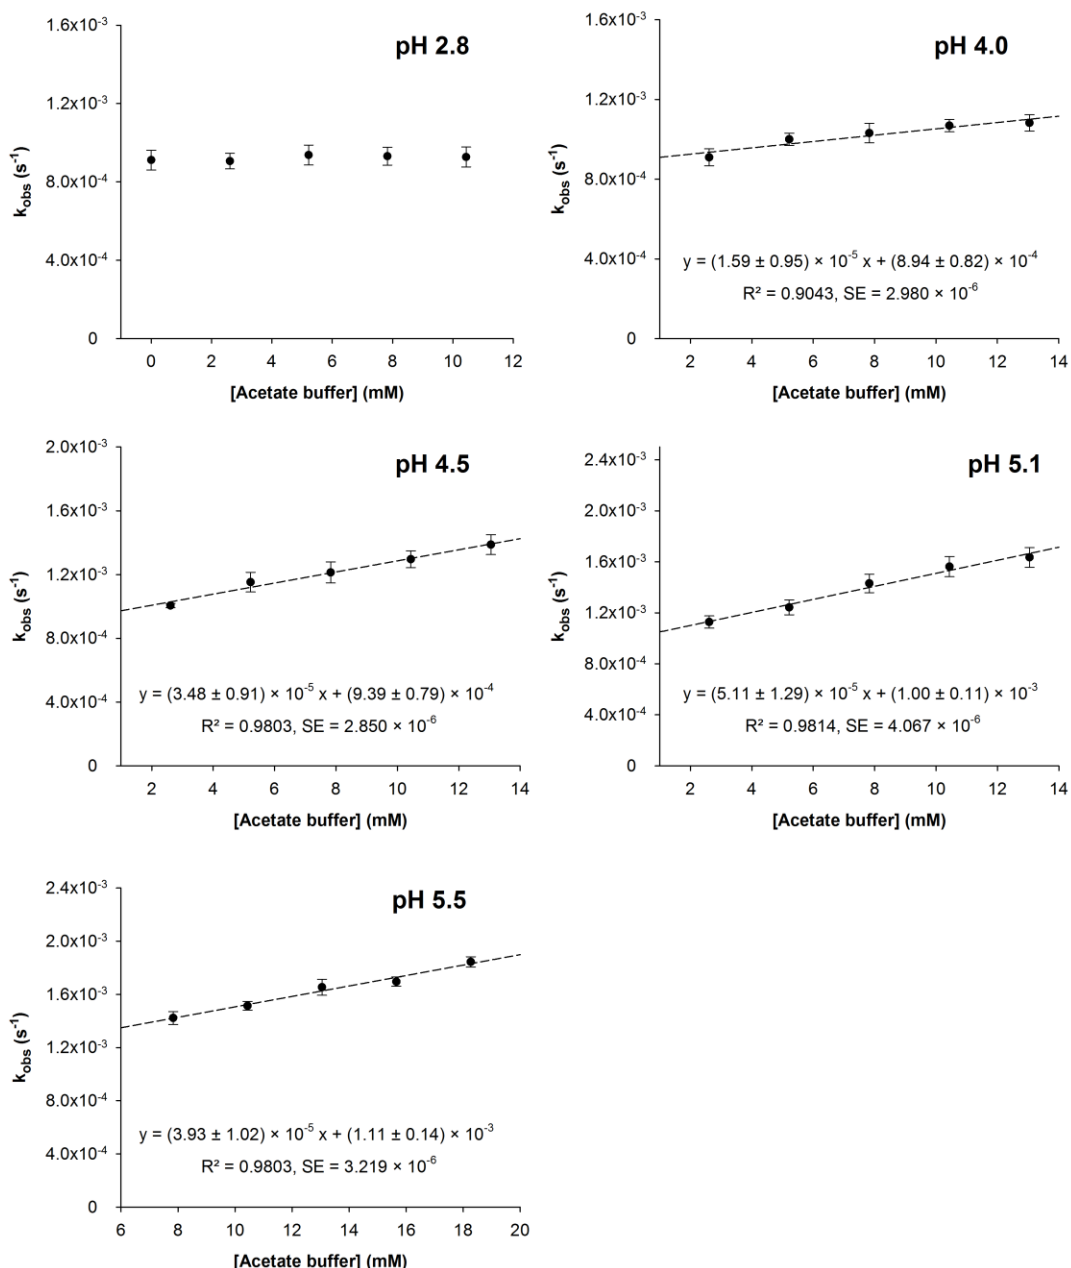 pH 2.8
1.6x10⁻³
1.2x10⁻³
8.0x10⁻⁴
4.0x10⁻⁴
0
k_obs (s⁻¹)
0 2 4 6 8 10 12
[Acetate buffer] (mM)
pH 4.0
1.6x10⁻³
1.2x10⁻³
8.0x10⁻⁴
4.0x10⁻⁴
0
k_obs (s⁻¹)
y = (1.59 ± 0.95) × 10⁻⁵ x + (8.94 ± 0.82) × 10⁻⁴
R² = 0.9043, SE = 2.980 × 10⁻⁶
2 4 6 8 10 12 14
[Acetate buffer] (mM)
pH 4.5
2.0x10⁻³
1.6x10⁻³
1.2x10⁻³
8.0x10⁻⁴
4.0x10⁻⁴
0
k_obs (s⁻¹)
y = (3.48 ± 0.91) × 10⁻⁵ x + (9.39 ± 0.79) × 10⁻⁴
R² = 0.9803, SE = 2.850 × 10⁻⁶
2 4 6 8 10 12 14
[Acetate buffer] (mM)
pH 5.1
2.4x10⁻³
2.0x10⁻³
1.6x10⁻³
1.2x10⁻³
8.0x10⁻⁴
4.0x10⁻⁴
0
k_obs (s⁻¹)
y = (5.11 ± 1.29) × 10⁻⁵ x + (1.00 ± 0.11) × 10⁻³
R² = 0.9814, SE = 4.067 × 10⁻⁶
2 4 6 8 10 12 14
[Acetate buffer] (mM)
pH 5.5
2.4x10⁻³
2.0x10⁻³
1.6x10⁻³
1.2x10⁻³
8.0x10⁻⁴
4.0x10⁻⁴
0
k_obs (s⁻¹)
y = (3.93 ± 1.02) × 10⁻⁵ x + (1.11 ± 0.14) × 10⁻³
R² = 0.9803, SE = 3.219 × 10⁻⁶
6 8 10 12 14 16 18 20
[Acetate buffer] (mM)